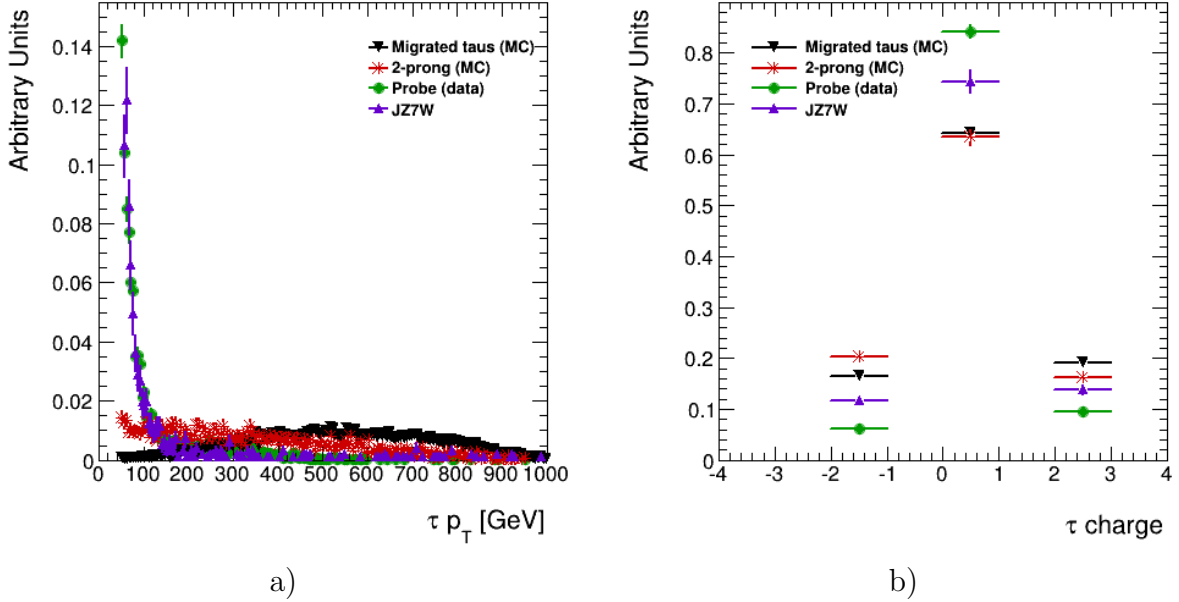 Arbitrary Units
0.14
0.12
0.1
0.08
0.06
0.04
0.02
0
0 100 200 300 400 500 600 700 800 900 1000
τ p_T [GeV]
Migrated taus (MC)
2-prong (MC)
Probe (data)
JZ7W
a)
Arbitrary Units
0.8
0.7
0.6
0.5
0.4
0.3
0.2
0.1
0
-4 -3 -2 -1 0 1 2 3 4
τ charge
Migrated taus (MC)
2-prong (MC)
Probe (data)
JZ7W
b)